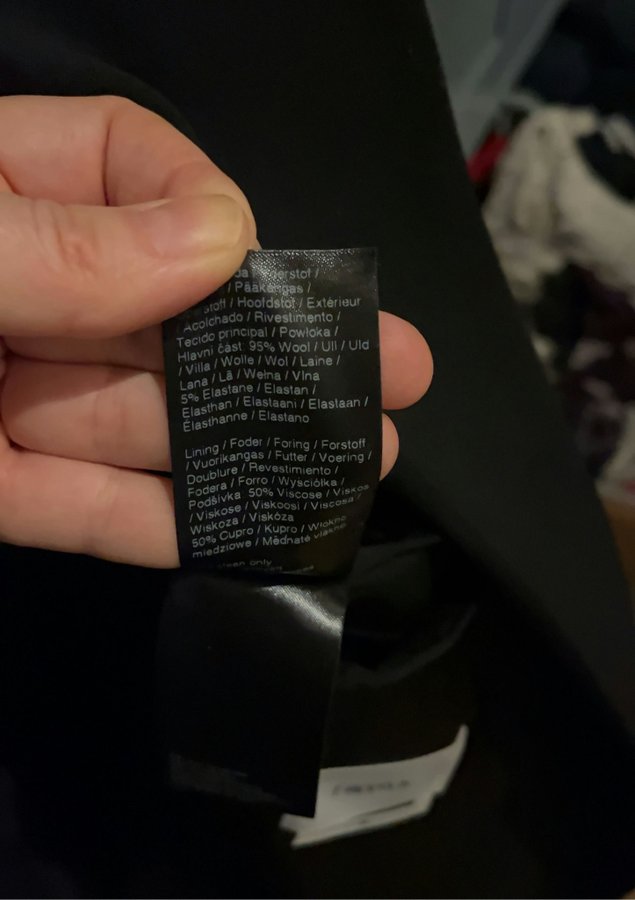 / Pääkangas /
/ Hoofdstof / Extérieur
/ Acolchado / Rivestimento /
Tecido principal / Powłoka /
Hlavní část 95% Wool / Ull / Uld
/ Villa / Wolle / Wol / Laine /
Lana / Lã / Wełna / Vlna
5% Elastane / Elastan /
Elasthan / Elastaani / Elastaan /
Élasthanne / Elastano
Lining / Foder / Foring / Forstoff
/ Vuorikangas / Futter / Voering /
Doublure / Revestimiento /
Fodera / Forro / Wyściółka /
Podšívka 50% Viscose / Viskos
/ Viskose / Viskoosi / Viscosa /
Wiskoza / Viskóza
50% Cupro / Kupro / Włókno
miedziowe / Měďnaté vlákno
clean only